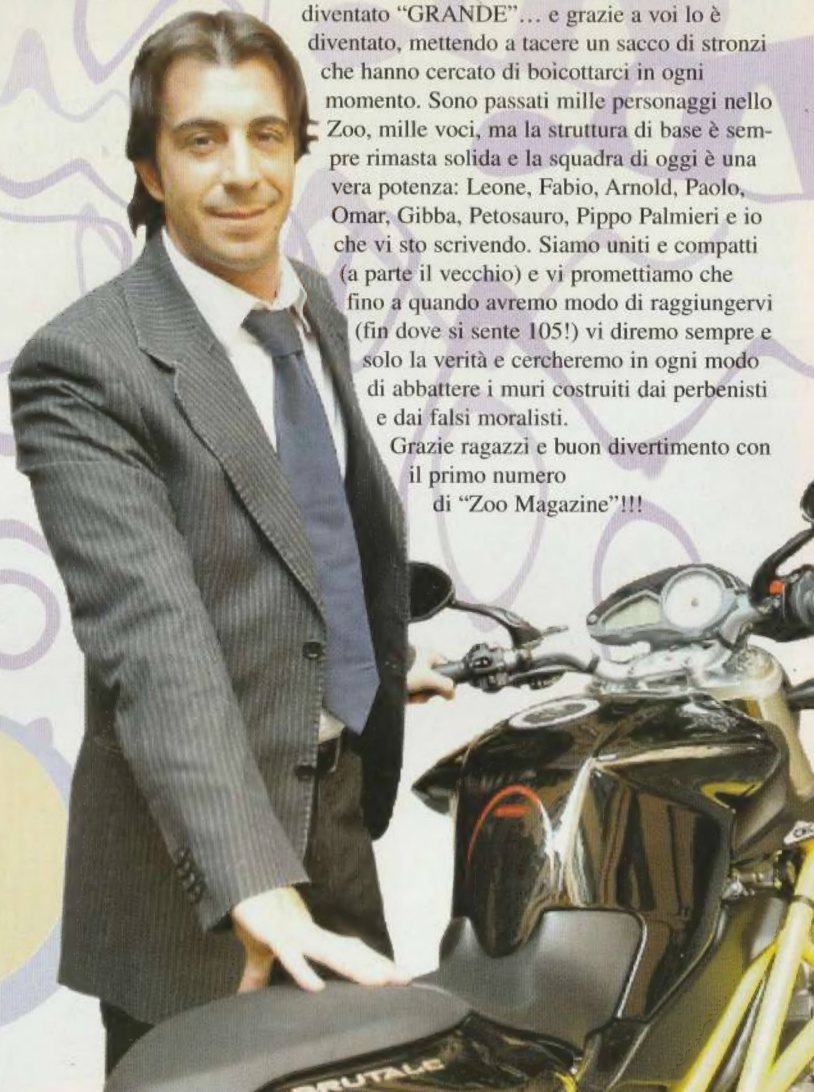 diventato “GRANDE”… e grazie a voi lo è
diventato, mettendo a tacere un sacco di stronzi
che hanno cercato di boicottarci in ogni
momento. Sono passati mille personaggi nello
Zoo, mille voci, ma la struttura di base è sem-
pre rimasta solida e la squadra di oggi è una
vera potenza: Leone, Fabio, Arnold, Paolo,
Omar, Gibba, Petosauro, Pippo Palmieri e io
che vi sto scrivendo. Siamo uniti e compatti
(a parte il vecchio) e vi promettiamo che
fino a quando avremo modo di raggiungervi
(fin dove si sente 105!) vi diremo sempre e
solo la verità e cercheremo in ogni modo
di abbattere i muri costruiti dai perbenisti
e dai falsi moralisti.
Grazie ragazzi e buon divertimento con
il primo numero
di “Zoo Magazine”!!!
BRUTALE